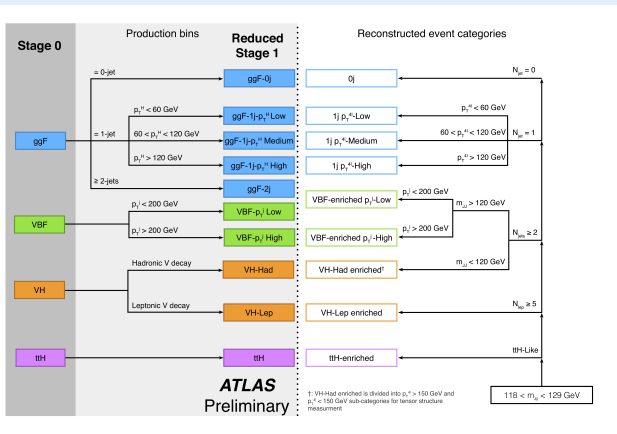 Production bins
Reduced
Stage 1
Reconstructed event categories
Stage 0
= 0-jet
ggF-0j
0j
N_jet = 0
p_T^H < 60 GeV
ggF-1j-p_T^H Low
1j p_T^4l-Low
p_T^4l < 60 GeV
ggF
= 1-jet
60 < p_T^H < 120 GeV
ggF-1j-p_T^H Medium
1j p_T^4l-Medium
60 < p_T^4l < 120 GeV
N_jet = 1
p_T^H > 120 GeV
ggF-1j-p_T^H High
1j p_T^4l-High
p_T^4l > 120 GeV
≥ 2-jets
ggF-2j
VBF
p_T^j < 200 GeV
VBF-p_T^j Low
VBF-enriched p_T^j-Low
p_T^j < 200 GeV
m_JJ > 120 GeV
p_T^j > 200 GeV
VBF-p_T^j High
VBF-enriched p_T^j-High
p_T^j > 200 GeV
N_jets ≥ 2
VH
Hadronic V decay
VH-Had
VH-Had enriched†
m_JJ < 120 GeV
Leptonic V decay
VH-Lep
VH-Lep enriched
N_lep ≥ 5
ttH
ttH
ttH-enriched
ttH-Like
ATLAS
Preliminary
†: VH-Had enriched is divided into p_T^4l > 150 GeV and
p_T^4l < 150 GeV sub-categories for tensor structure
measurment
118 < m_4l < 129 GeV